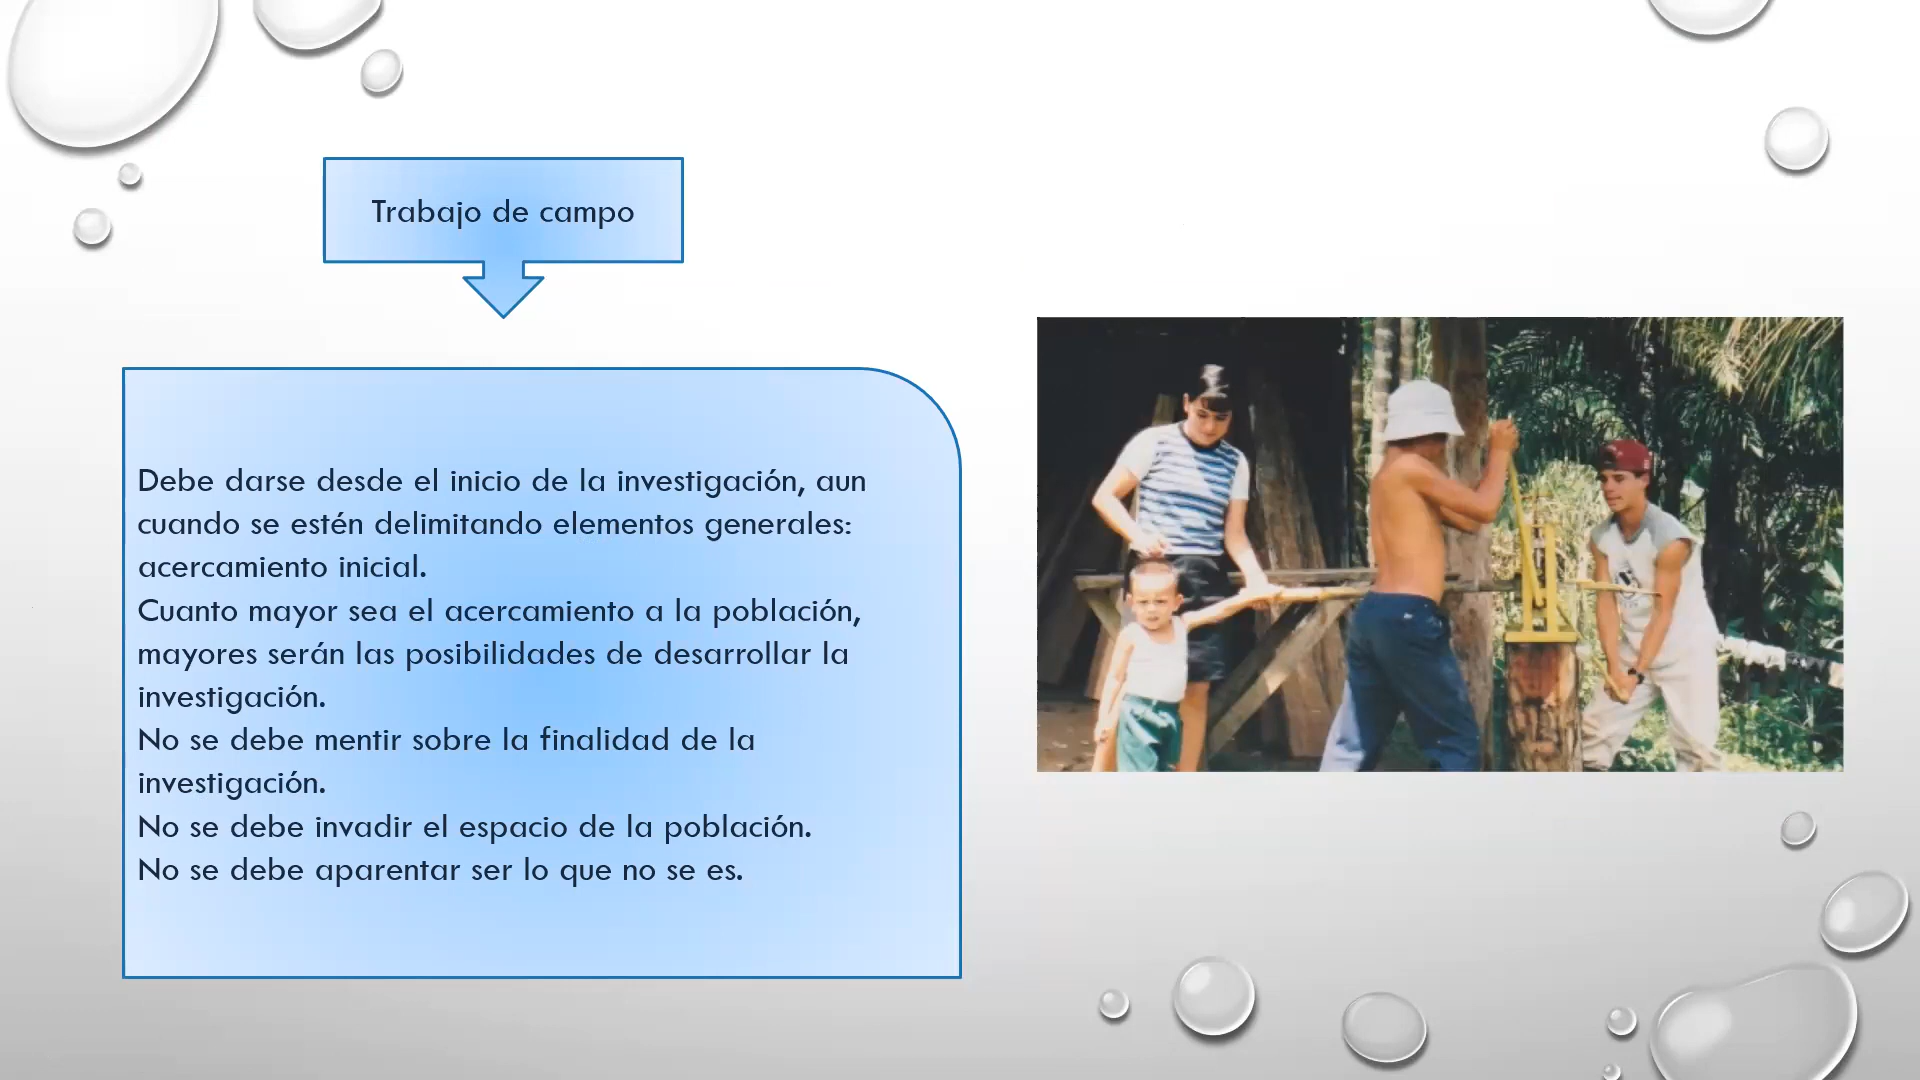 Trabajo de campo
Debe darse desde el inicio de la investigación, aun
cuando se estén delimitando elementos generales:
acercamiento inicial.
Cuanto mayor sea el acercamiento a la población,
mayores serán las posibilidades de desarrollar la
investigación.
No se debe mentir sobre la finalidad de la
investigación.
No se debe invadir el espacio de la población.
No se debe aparentar ser lo que no se es.